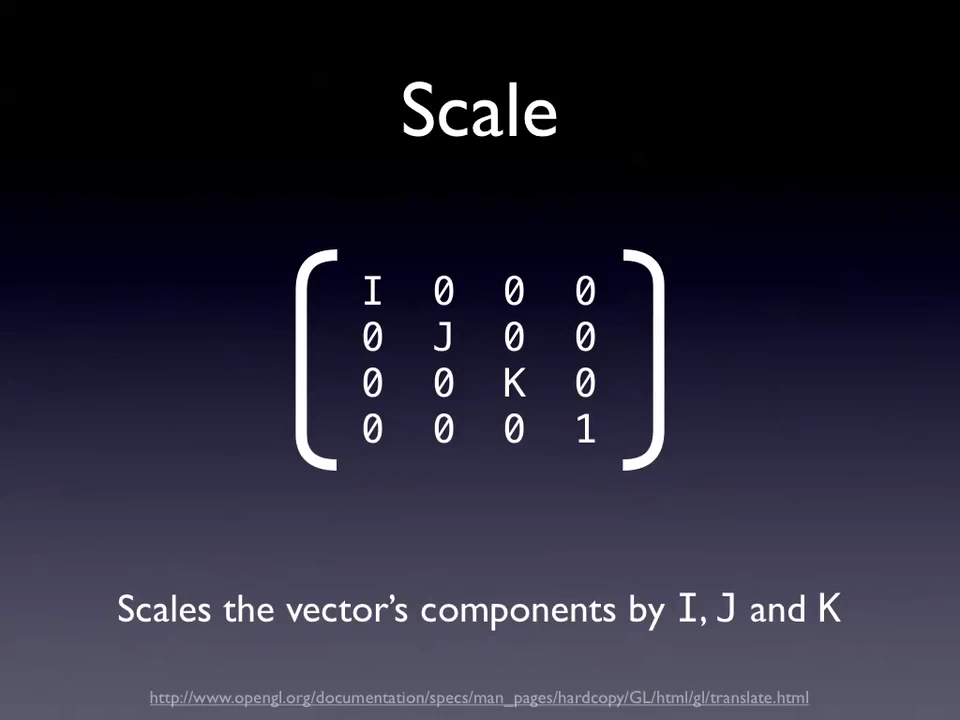 Scale
I 0 0 0
0 J 0 0
0 0 K 0
0 0 0 1
Scales the vector’s components by I, J and K
http://www.opengl.org/documentation/specs/man_pages/hardcopy/GL/html/gl/translate.html